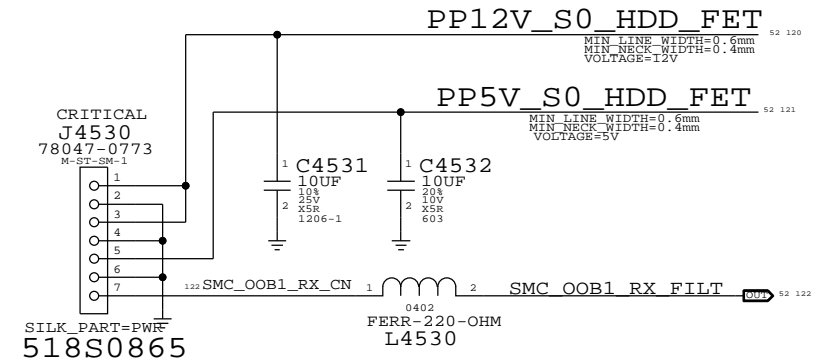 PP12V_S0_HDD_FET
52 120
MIN_LINE_WIDTH=0.6mm
MIN_NECK_WIDTH=0.4mm
VOLTAGE=12V
PP5V_S0_HDD_FET
52 121
MIN_LINE_WIDTH=0.6mm
MIN_NECK_WIDTH=0.4mm
VOLTAGE=5V
CRITICAL
J4530
78047-0773
M-ST-SM-1
1
2
3
4
5
6
7
1 C4531
10UF
10%
25V
2 X5R
1206-1
1 C4532
10UF
20%
10V
2 X5R
603
122 SMC_OOB1_RX_CN 1
2 SMC_OOB1_RX_FILT
OUT 52 122
0402
FERR-220-OHM
L4530
SILK_PART=PWR
518S0865